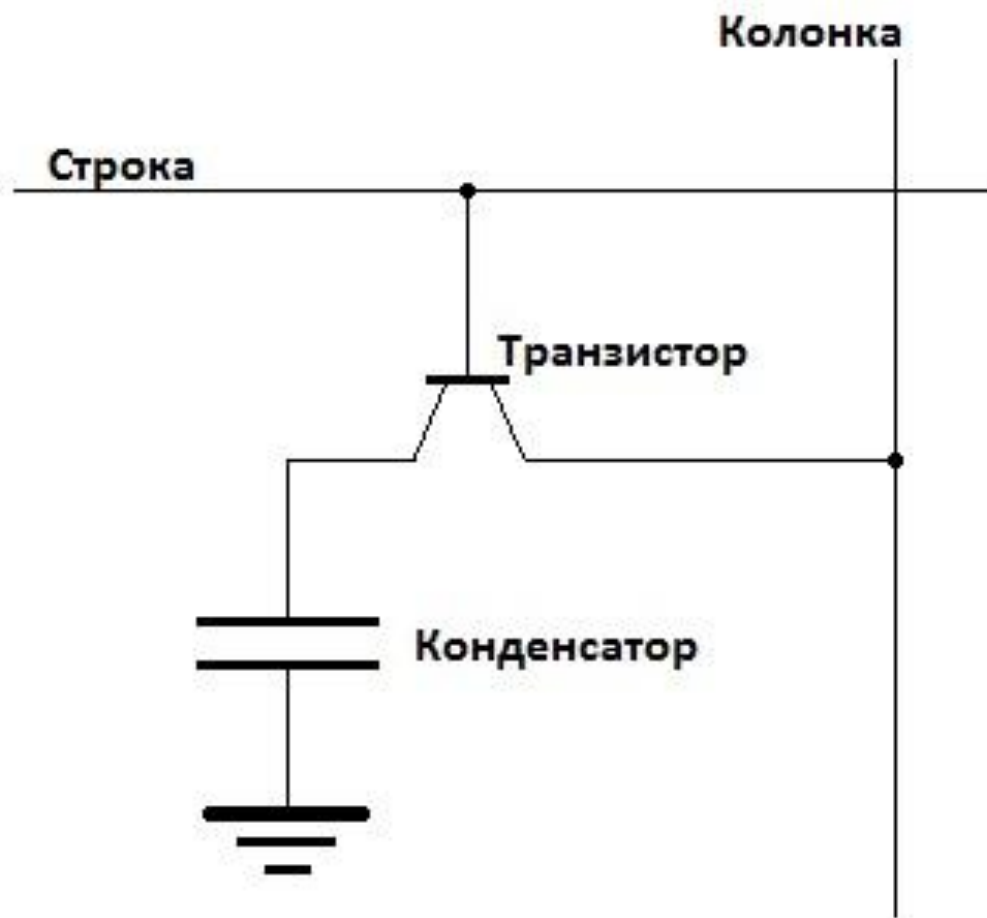 Колонка
Строка
Транзистор
Конденсатор